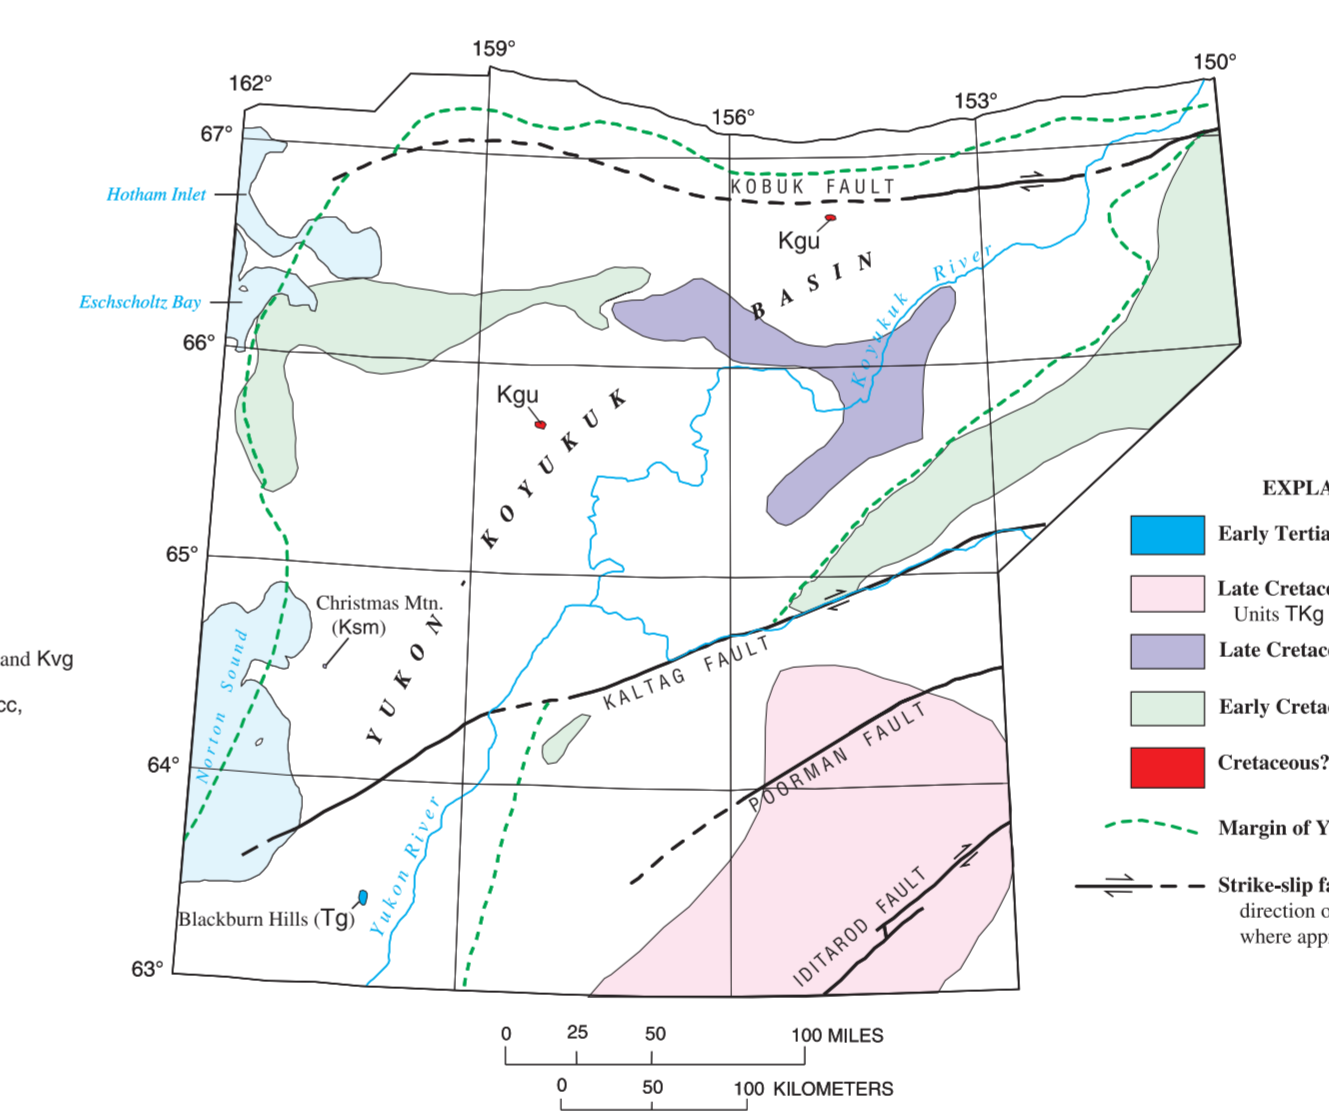 159°
150°
162°
153°
156°
67°
KOBUK FAULT
Hotham Inlet
Kgu
BASIN
Koyukuk River
Eschscholtz Bay
66°
Kgu
KOYUKUK
EXPLA
65°
Early Tertia
Late Cretace
Units TKg
Christmas Mtn.
(Ksm)
and Kvg
Late Cretace
YUKON
KALTAG FAULT
Norton Sound
cc,
Early Creta
64°
POORMAN FAULT
Cretaceous?
Yukon River
Margin of Y
IDITAROD FAULT
Strike-slip fa
direction o
where app
Blackburn Hills (Tg)
63°
0 25 50 100 MILES
0 50 100 KILOMETERS